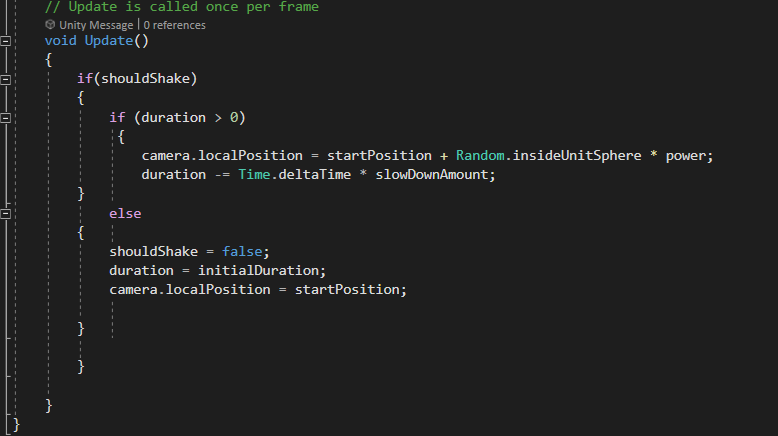 // Update is called once per frame
Unity Message | 0 references
void Update()
{
if(shouldShake)
{
if (duration > 0)
{
camera.localPosition = startPosition + Random.insideUnitSphere * power;
duration -= Time.deltaTime * slowDownAmount;
}
else
{
shouldShake = false;
duration = initialDuration;
camera.localPosition = startPosition;
}
}
}
}